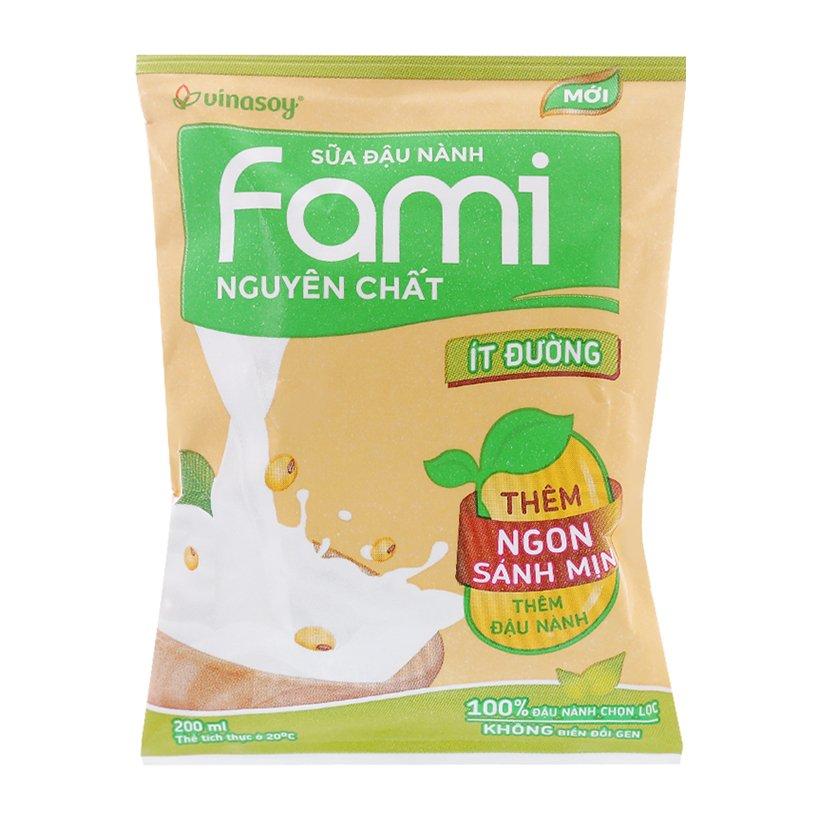 vinasoy®
MỚI
SỮA ĐẬU NÀNH
fami
NGUYÊN CHẤT
ÍT ĐƯỜNG
THÊM
NGON
SÁNH MỊN
THÊM
ĐẬU NÀNH
100% ĐẬU NÀNH CHỌN LỌC
KHÔNG BIẾN ĐỔI GEN
200 ml
Thể tích thực ở 20°C